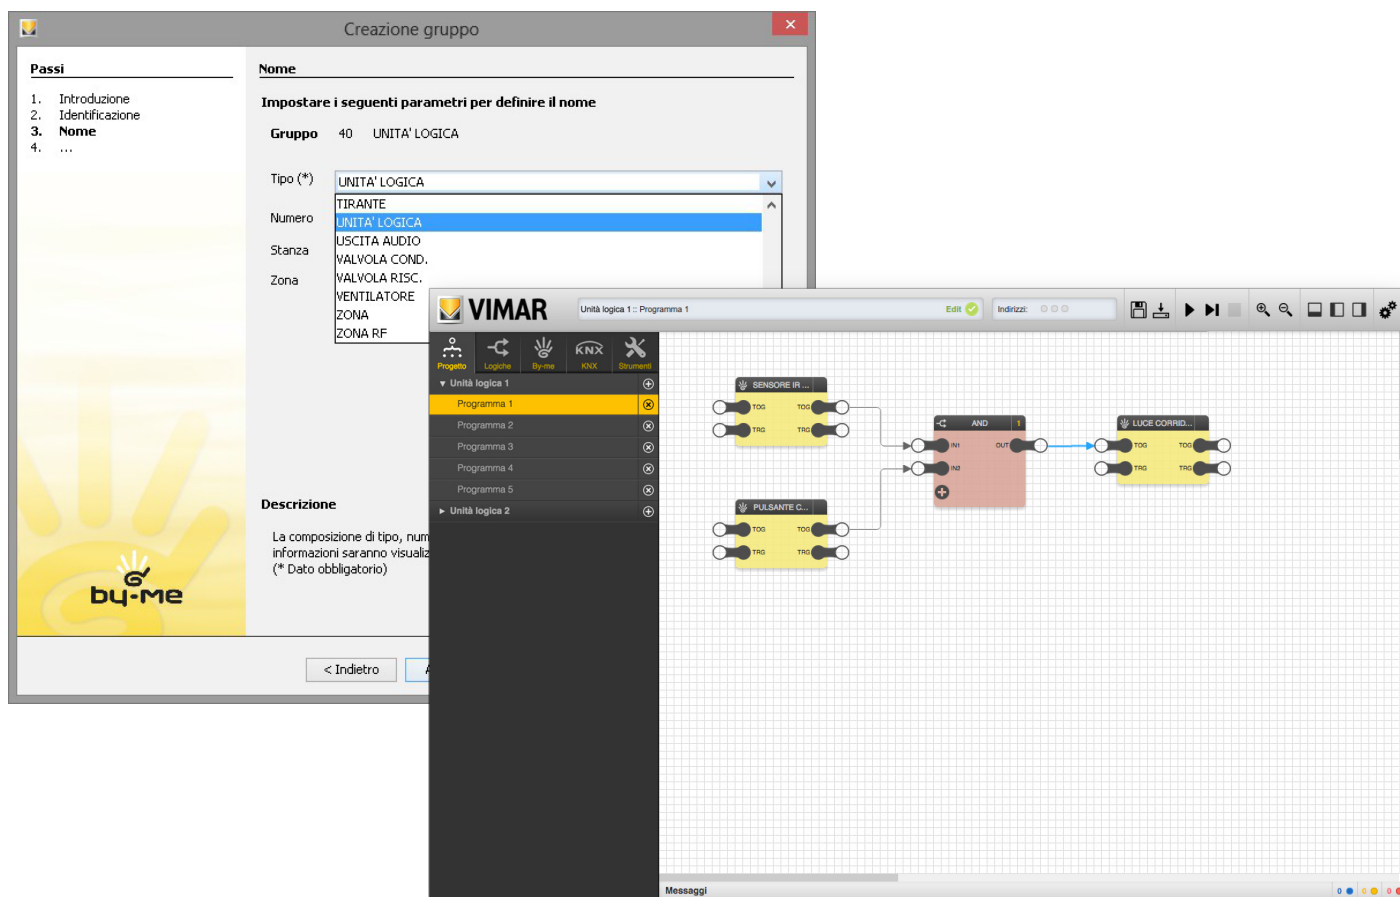 Creazione gruppo
Passi
1. Introduzione
2. Identificazione
3. Nome
4. ...
by-me
Nome
Impostare i seguenti parametri per definire il nome
Gruppo 40 UNITA' LOGICA
Tipo (*) UNITA' LOGICA
TIRANTE
Numero
UNITA' LOGICA
USCITA AUDIO
Stanza
VALVOLA COND.
Zona
VALVOLA RISC.
VENTILATORE
ZONA
ZONA RF
Descrizione
La composizione di tipo, num
informazioni saranno visualiz
(* Dato obbligatorio)
< Indietro
A
VIMAR
Unità logica 1 :: Programma 1
Edit
Indirizzi:
Progetto
Logiche
By-me
KNX
KNX
Strumenti
Unità logica 1
Programma 1
Programma 2
Programma 3
Programma 4
Programma 5
Unità logica 2
SENSORE IR ...
TOG TOG
TRG TRG
PULSANTE C...
TOG TOG
TRG TRG
AND 1
IN1 OUT
IN2
LUCE CORRID...
TOG TOG
TRG TRG
Messaggi
0 0 0